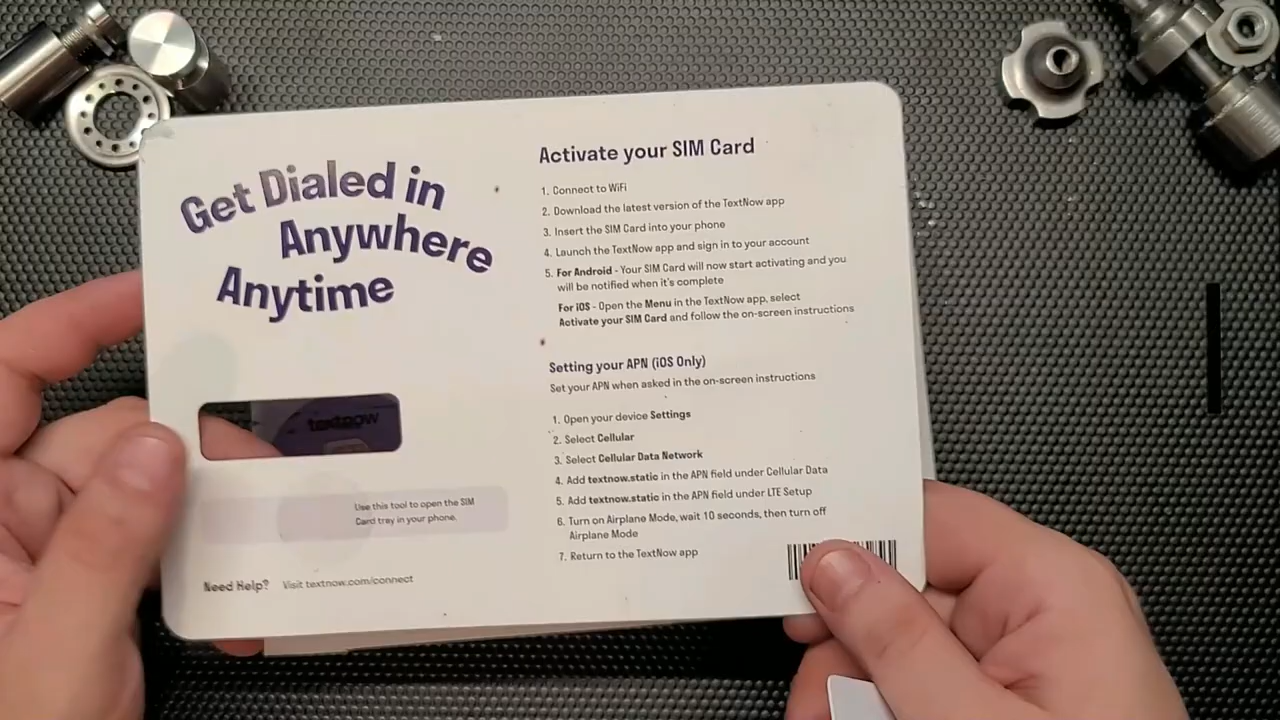 Get Dialed in
Anywhere
Anytime
textnow
Use this tool to open the SIM
Card tray in your phone.
Need Help? Visit textnow.com/connect
Activate your SIM Card
1. Connect to WiFi
2. Download the latest version of the TextNow app
3. Insert the SIM Card into your phone
4. Launch the TextNow app and sign in to your account
5. For Android - Your SIM Card will now start activating and you
will be notified when it's complete
For iOS - Open the Menu in the TextNow app, select
Activate your SIM Card and follow the on-screen instructions
Setting your APN (iOS Only)
Set your APN when asked in the on-screen instructions
1. Open your device Settings
2. Select Cellular
3. Select Cellular Data Network
4. Add textnow.static in the APN field under Cellular Data
5. Add textnow.static in the APN field under LTE Setup
6. Turn on Airplane Mode, wait 10 seconds, then turn off
Airplane Mode
7. Return to the TextNow app